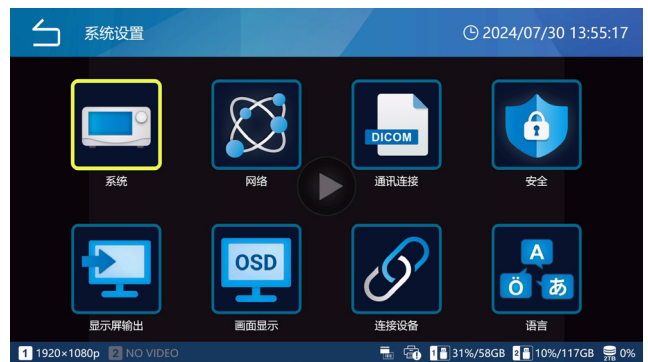 系统设置
2024/07/30 13:55:17
DICOM
系统 网络 通讯连接 安全
OSD
A
Ö あ
显示屏输出 画面显示 连接设备 语言
1 1920×1080p 2 NO VIDEO 1 31%/58GB 2 10%/117GB 2TB 0%